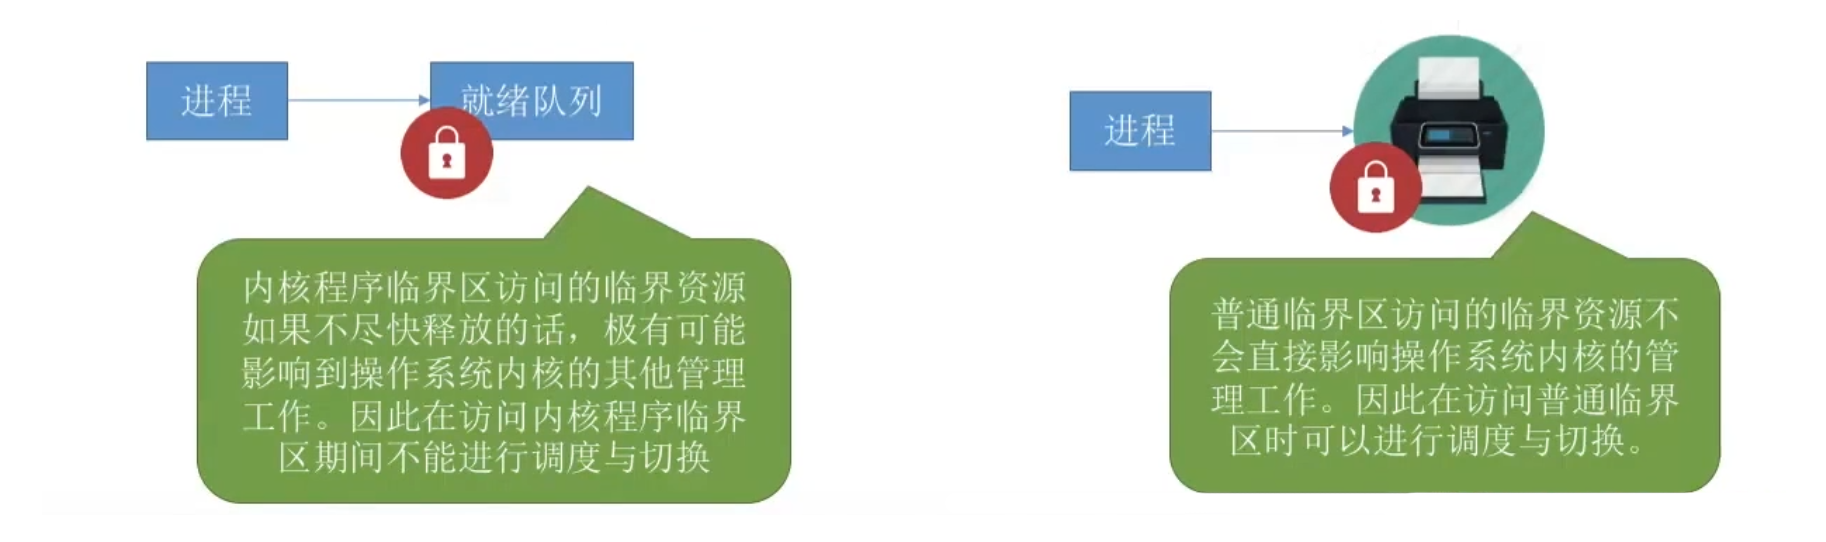 进程
就绪队列
内核程序临界区访问的临界资源
如果不尽快释放的话，极有可能
影响到操作系统内核的其他管理
工作。因此在访问内核程序临界
区期间不能进行调度与切换
进程
普通临界区访问的临界资源不
会直接影响操作系统内核的管
理工作。因此在访问普通临界
区时可以进行调度与切换。